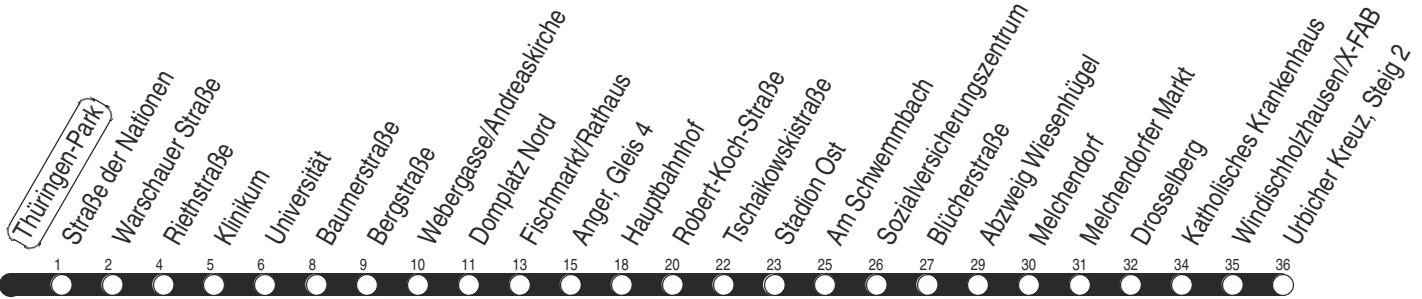 Thüringen-Park
Straße der Nationen
Warschauer Straße
Riethstraße
Klinikum
Universität
Baumerstraße
Bergstraße
Webergasse/Andreaskirche
Domplatz Nord
Fischmarkt/Rathaus
Anger, Gleis 4
Hauptbahnhof
Robert-Koch-Straße
Tschaikowskistraße
Stadion Ost
Am Schwemmbach
Sozialversicherungszentrum
Blücherstraße
Abzweig Wiesenhügel
Melchendorf
Melchendorfer Markt
Drosselberg
Katholisches Krankenhaus
Windischholzhausen/X-FAB
Urbicher Kreuz, Steig 2
1 2 4 5 6 8 9 10 11 13 15 18 20 22 23 25 26 27 29 30 31 32 34 35 36